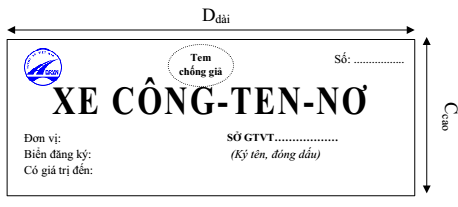 Ddài
Tem
chống giả
Số: .................
XE CÔNG-TEN-NƠ
Đơn vị:
SỞ GTVT...................
Biển đăng ký:
(Ký tên, đóng dấu)
Có giá trị đến:
Ccao